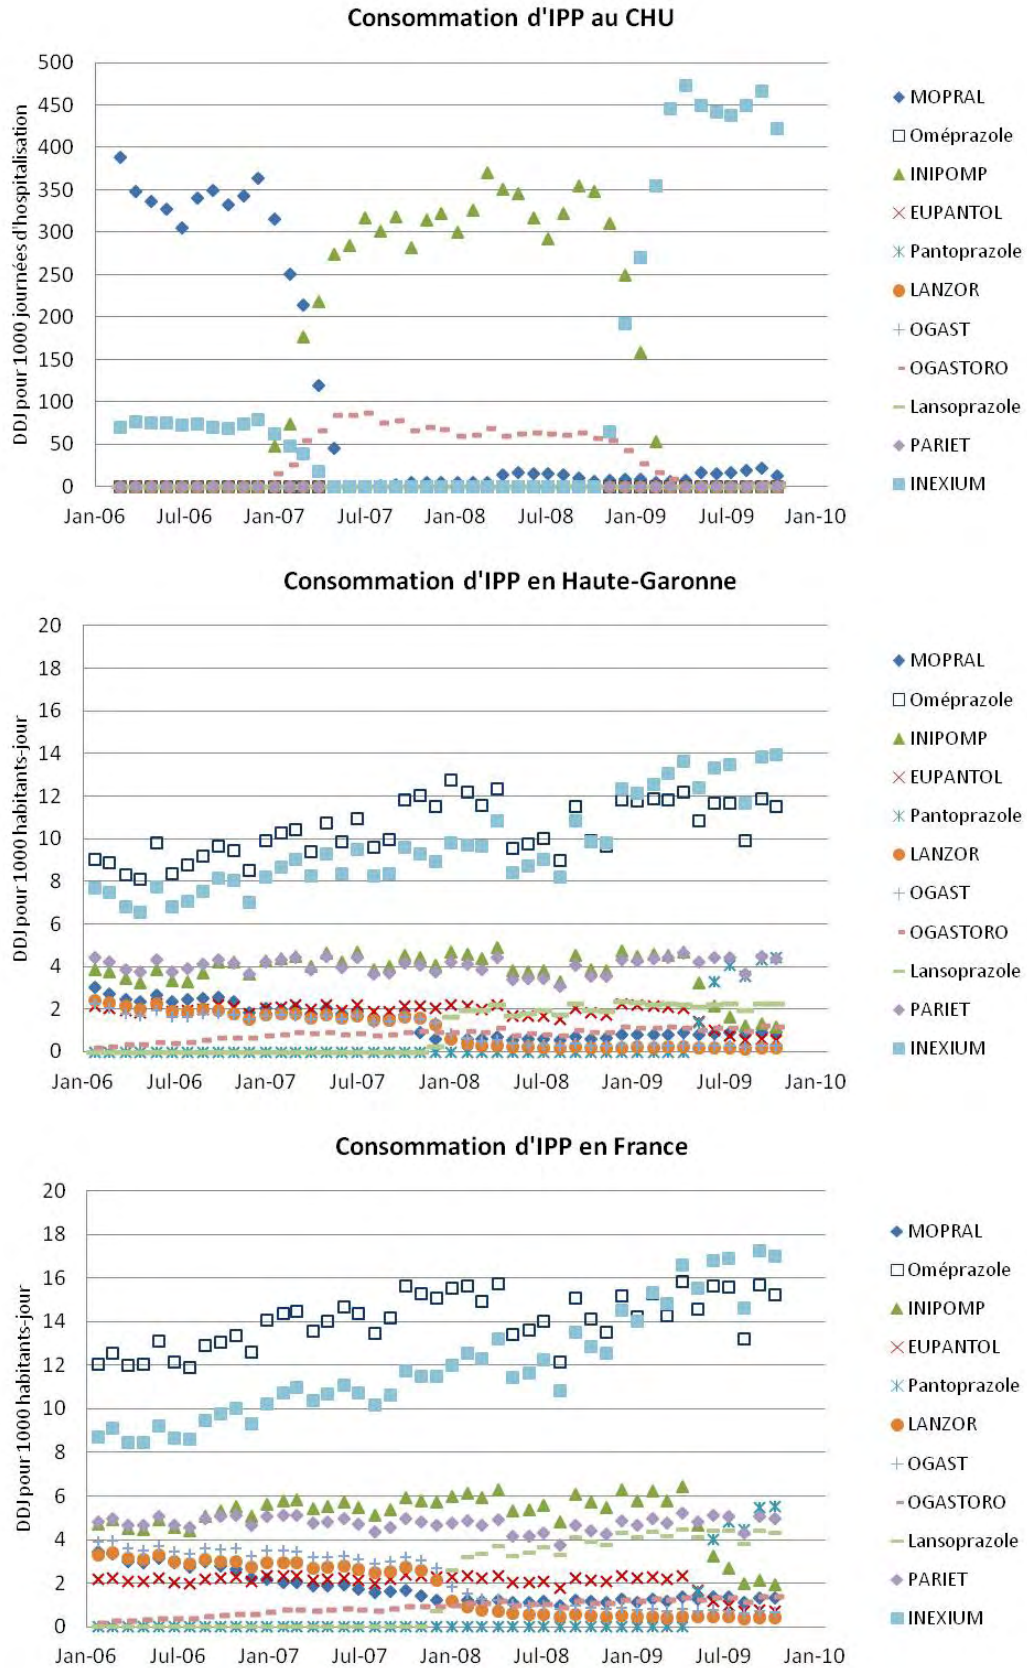 Consommation d'IPP au CHU
DDJ pour 1000 journées d'hospitalisation
500
450
400
350
300
250
200
150
100
50
0
Jan-06 Jul-06 Jan-07 Jul-07 Jan-08 Jul-08 Jan-09 Jul-09 Jan-10
MOPRAL
Oméprazole
INIPOMP
EUPANTOL
Pantoprazole
LANZOR
OGAST
OGASTORO
Lansoprazole
PARIET
INEXIUM
Consommation d'IPP en Haute-Garonne
DDJ pour 1000 habitants-jour
20
18
16
14
12
10
8
6
4
2
0
Jan-06 Jul-06 Jan-07 Jul-07 Jan-08 Jul-08 Jan-09 Jul-09 Jan-10
MOPRAL
Oméprazole
INIPOMP
EUPANTOL
Pantoprazole
LANZOR
OGAST
OGASTORO
Lansoprazole
PARIET
INEXIUM
Consommation d'IPP en France
DDJ pour 1000 habitants-jour
20
18
16
14
12
10
8
6
4
2
0
Jan-06 Jul-06 Jan-07 Jul-07 Jan-08 Jul-08 Jan-09 Jul-09 Jan-10
MOPRAL
Oméprazole
INIPOMP
EUPANTOL
Pantoprazole
LANZOR
OGAST
OGASTORO
Lansoprazole
PARIET
INEXIUM